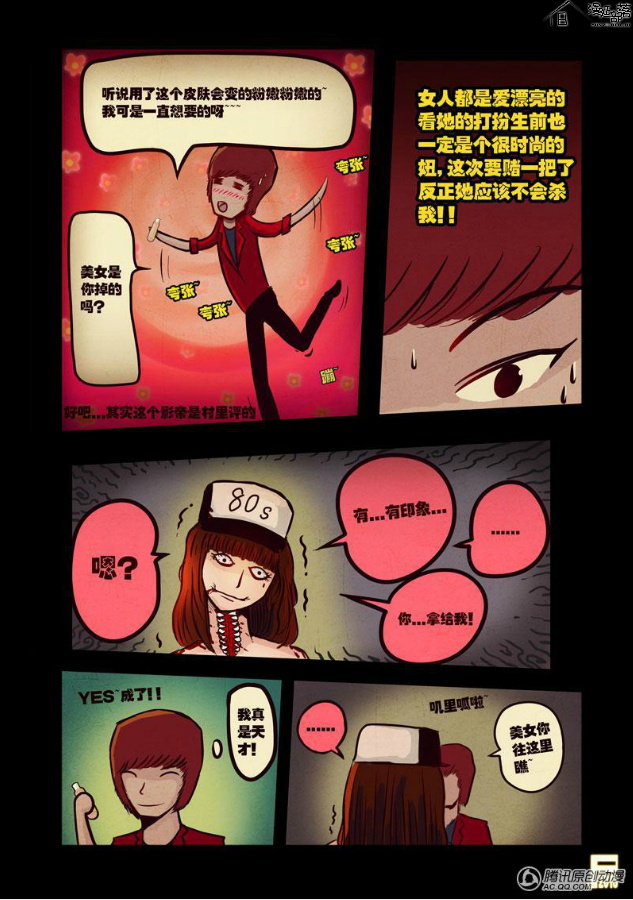 漫漫部落
听说用了这个皮肤会变的粉嫩粉嫩的~
我可是一直想要的呀~~~
夸张~
夸张~
夸张~
夸张~
美女是
你掉的
吗?
蹦~
好吧...其实这个影帝是村里评的
女人都是爱漂亮的
看她的打扮生前也
一定是个很时尚的
妞,这次要赌一把了
反正她应该不会杀
我!!
嗯?
80s
有...有印象...
......
你...拿给我!
YES~成了!!
我真
是天
才!
......
叽里呱啦~
美女你
往这里
瞧~
腾讯原创动漫
AC.QQ.COM